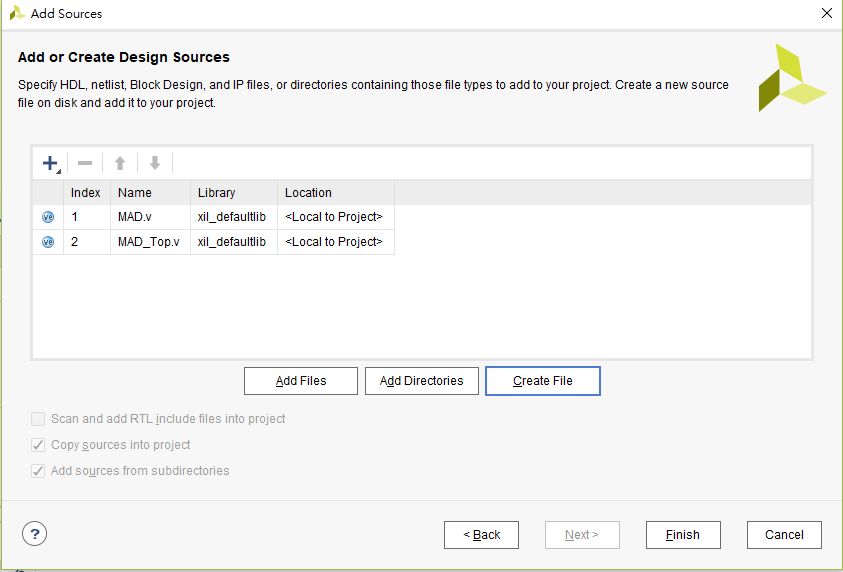 Add Sources
Add or Create Design Sources
Specify HDL, netlist, Block Design, and IP files, or directories containing those file types to add to your project. Create a new source
file on disk and add it to your project.
Index Name Library Location
1 MAD.v xil_defaultlib <Local to Project>
2 MAD_Top.v xil_defaultlib <Local to Project>
Add Files Add Directories Create File
Scan and add RTL include files into project
Copy sources into project
Add sources from subdirectories
? < Back Next > Finish Cancel